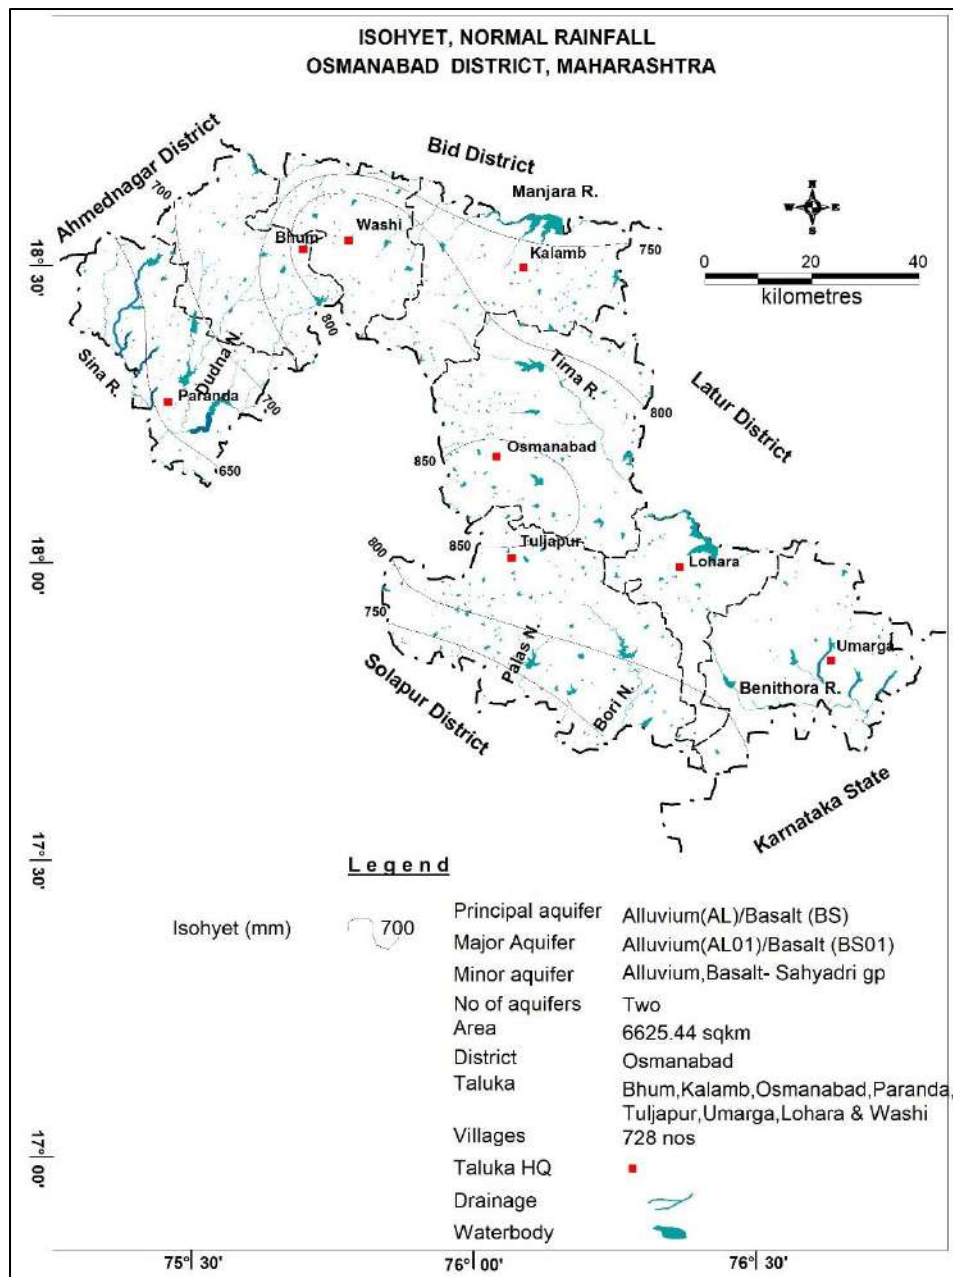 ISOHYET, NORMAL RAINFALL
OSMANABAD DISTRICT, MAHARASHTRA
Ahmednagar District
Bid District
Manjara R.
N
W E
S
700
Washi
Bhum
Kalamb
750
0 20 40
kilometres
18° 30'
800
Sina R.
Dudna N.
Paranda
700
650
Tirna R.
800
Latur District
Osmanabad
850
850
Tuljapur
Lohara
18° 00'
800
750
Solapur District
Palas N.
Bori N.
Umarga
Benithora R.
Karnataka State
17° 30'
Legend
Isohyet (mm) 700
Principal aquifer Alluvium(AL)/Basalt (BS)
Major Aquifer Alluvium(AL01)/Basalt (BS01)
Minor aquifer Alluvium,Basalt- Sahyadri gp
No of aquifers Two
Area 6625.44 sqkm
District Osmanabad
Taluka Bhum,Kalamb,Osmanabad,Paranda,
Tuljapur,Umarga,Lohara & Washi
Villages 728 nos
Taluka HQ
Drainage
Waterbody
17° 00'
75° 30' 76° 00' 76° 30'